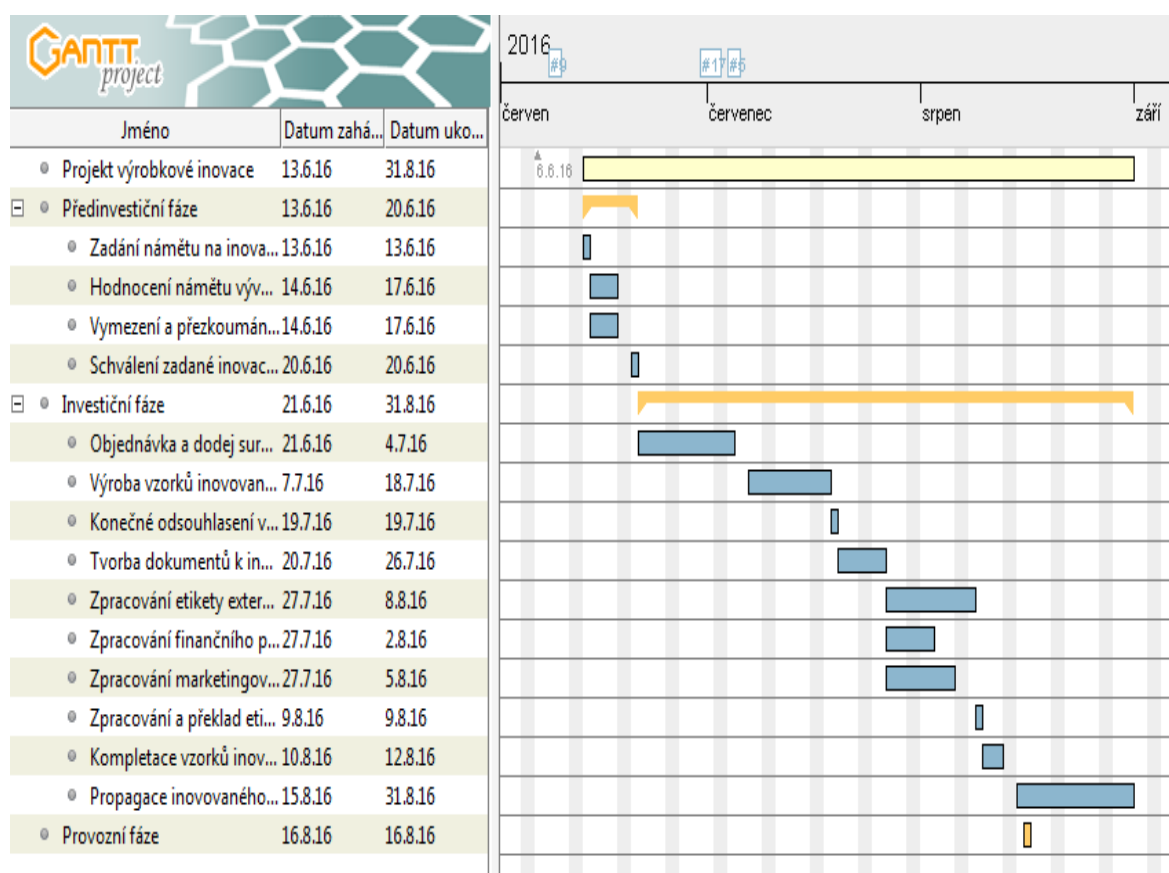 GANTT
project
2016
#9 #17 #5
červen červenec srpen září
Jméno Datum zahá... Datum uko...
Projekt výrobkové inovace 13.6.16 31.8.16 6.6.16
Předinvestiční fáze 13.6.16 20.6.16
Zadání námětu na inova... 13.6.16 13.6.16
Hodnocení námětu výv... 14.6.16 17.6.16
Vymezení a přezkoumán... 14.6.16 17.6.16
Schválení zadané inovac... 20.6.16 20.6.16
Investiční fáze 21.6.16 31.8.16
Objednávka a dodej sur... 21.6.16 4.7.16
Výroba vzorků inovovan... 7.7.16 18.7.16
Konečné odsouhlasení v... 19.7.16 19.7.16
Tvorba dokumentů k in... 20.7.16 26.7.16
Zpracování etikety exter... 27.7.16 8.8.16
Zpracování finančního p... 27.7.16 2.8.16
Zpracování marketingov... 27.7.16 5.8.16
Zpracování a překlad eti... 9.8.16 9.8.16
Kompletace vzorků inov... 10.8.16 12.8.16
Propagace inovovaného... 15.8.16 31.8.16
Provozní fáze 16.8.16 16.8.16